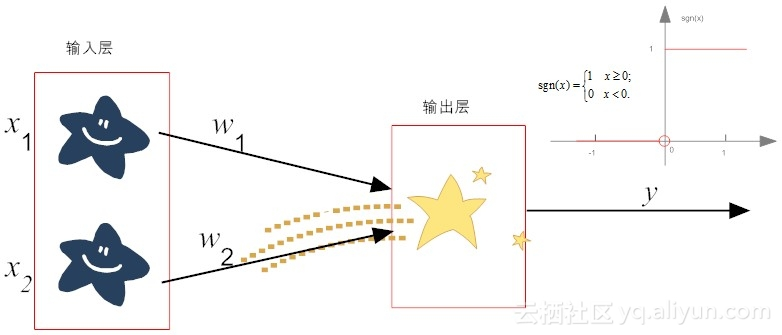 输入层
x1
w1
x2
w2
输出层
y
sgn(x)
1
sgn(x)={1 x≥0;
0 x<0.
-1
0
1
云栖社区 yq.aliyun.com